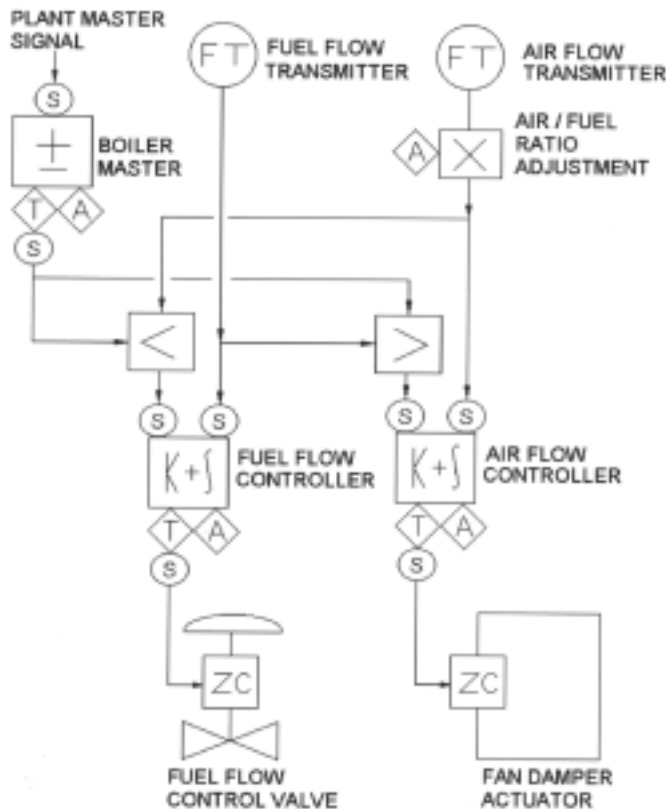 PLANT MASTER
SIGNAL
FT
FUEL FLOW
TRANSMITTER
FT
AIR FLOW
TRANSMITTER
S
±
BOILER
MASTER
A
×
AIR / FUEL
RATIO
ADJUSTMENT
T
A
S
<
>
S
S
S
S
K+∫
FUEL FLOW
CONTROLLER
K+∫
AIR FLOW
CONTROLLER
T
A
T
A
S
S
ZC
ZC
FUEL FLOW
CONTROL VALVE
FAN DAMPER
ACTUATOR